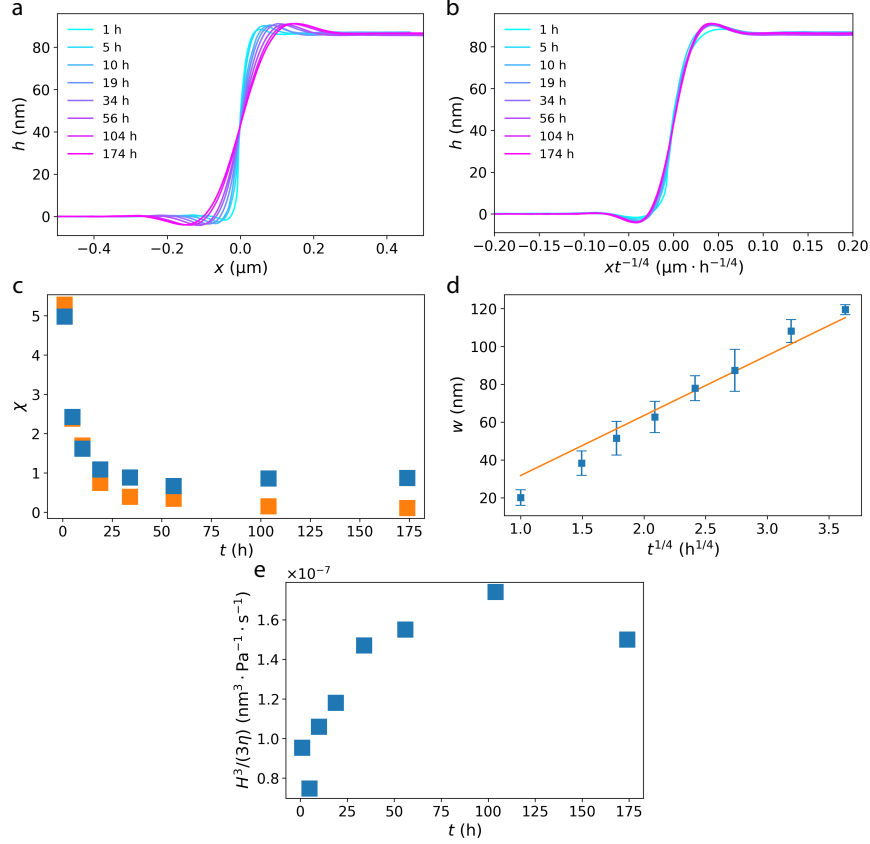 a
h (nm)
80
60
40
20
0
1 h
5 h
10 h
19 h
34 h
56 h
104 h
174 h
−0.4
−0.2
0.0
0.2
0.4
x (μm)
b
h (nm)
80
60
40
20
0
1 h
5 h
10 h
19 h
34 h
56 h
104 h
174 h
−0.20
−0.15
−0.10
−0.05
0.00
0.05
0.10
0.15
0.20
xt⁻¹/⁴ (μm · h⁻¹/⁴)
c
χ
5
4
3
2
1
0
0
25
50
75
100
125
150
175
t (h)
d
w (nm)
120
100
80
60
40
20
1.0
1.5
2.0
2.5
3.0
3.5
t¹/⁴ (h¹/⁴)
e
×10⁻⁷
H³/(3η) (nm³ · Pa⁻¹ · s⁻¹)
1.6
1.4
1.2
1.0
0.8
0
25
50
75
100
125
150
175
t (h)